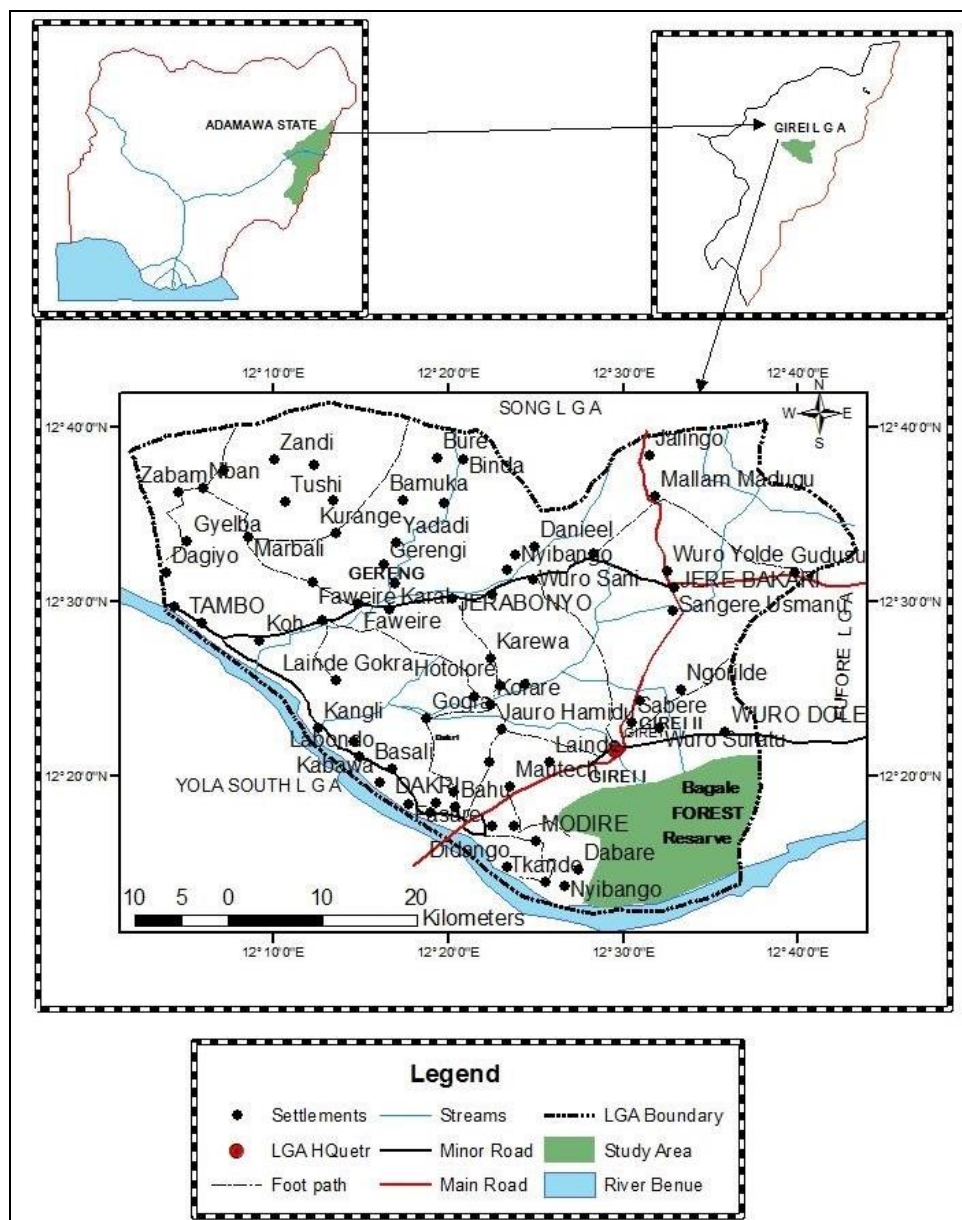 ADAMAWA STATE
GIREI L G A
12°10'0"E 12°20'0"E 12°30'0"E 12°40'0"E
N
W E
S
SONG L G A
12°40'0"N 12°40'0"N
Jalingo
Zandi
Bure
Binda
Zabam
Nban
Mallam Madugu
Tushi
Bamuka
Kurange
Gyelba
Yadadi
Danieel
Marbali
Dagiyo
Gerengi
Nyibango
Wuro Yolde
Gudusu
GERENG
Wuro Sani
JERE BAKARI
12°30'0"N 12°30'0"N
TAMBO
Faweire Karal
JERABONYO
Sangere Usmanu
Koh
Faweire
FUFORE L G A
Karewa
Lainde Gokra
Hotolore
Korare
Ngorilde
Gogra
Sabere
Kangli
Jauro Hamidu
GIREI II
WURO DOLE
Dakri
GIREI
Labondo
Wuro Suratu
Basali
Lainde
Kabawa
12°20'0"N 12°20'0"N
YOLA SOUTH L G A
DAKRI
Bahu
Mautech
GIREI I
Bagale
Fasure
FOREST
MODIRE
Resarve
Didango
Dabare
Tkande
Nyibango
10 5 0 10 20
Kilometers
12°10'0"E 12°20'0"E 12°30'0"E 12°40'0"E
Legend
Settlements Streams LGA Boundary
LGA HQuetr Minor Road Study Area
Foot path Main Road River Benue